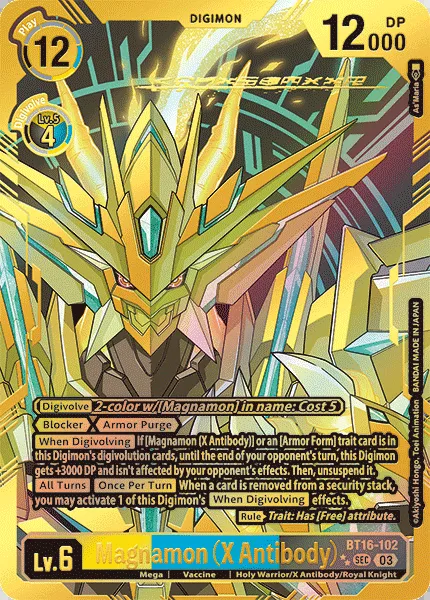 Play
12
DIGIMON
12000
DP
Digivolve
Lv.5
4
As'Maria
Digivolve 2-color w/[Magnamon] in name: Cost 5
Blocker Armor Purge
When Digivolving If [Magnamon (X Antibody)] or an [Armor Form] trait card is in
this Digimon's digivolution cards, until the end of your opponent's turn, this Digimon
gets +3000 DP and isn't affected by your opponent's effects. Then, unsuspend it.
All Turns Once Per Turn When a card is removed from a security stack,
you may activate 1 of this Digimon's When Digivolving effects.
Rule Trait: Has [Free] attribute.
©Akiyoshi Hongo, Toei Animation BANDAI MADE IN JAPAN
Lv.6
Magnamon (X Antibody)
BT16-102
SEC
03
Mega | Vaccine | Holy Warrior/X Antibody/Royal Knight